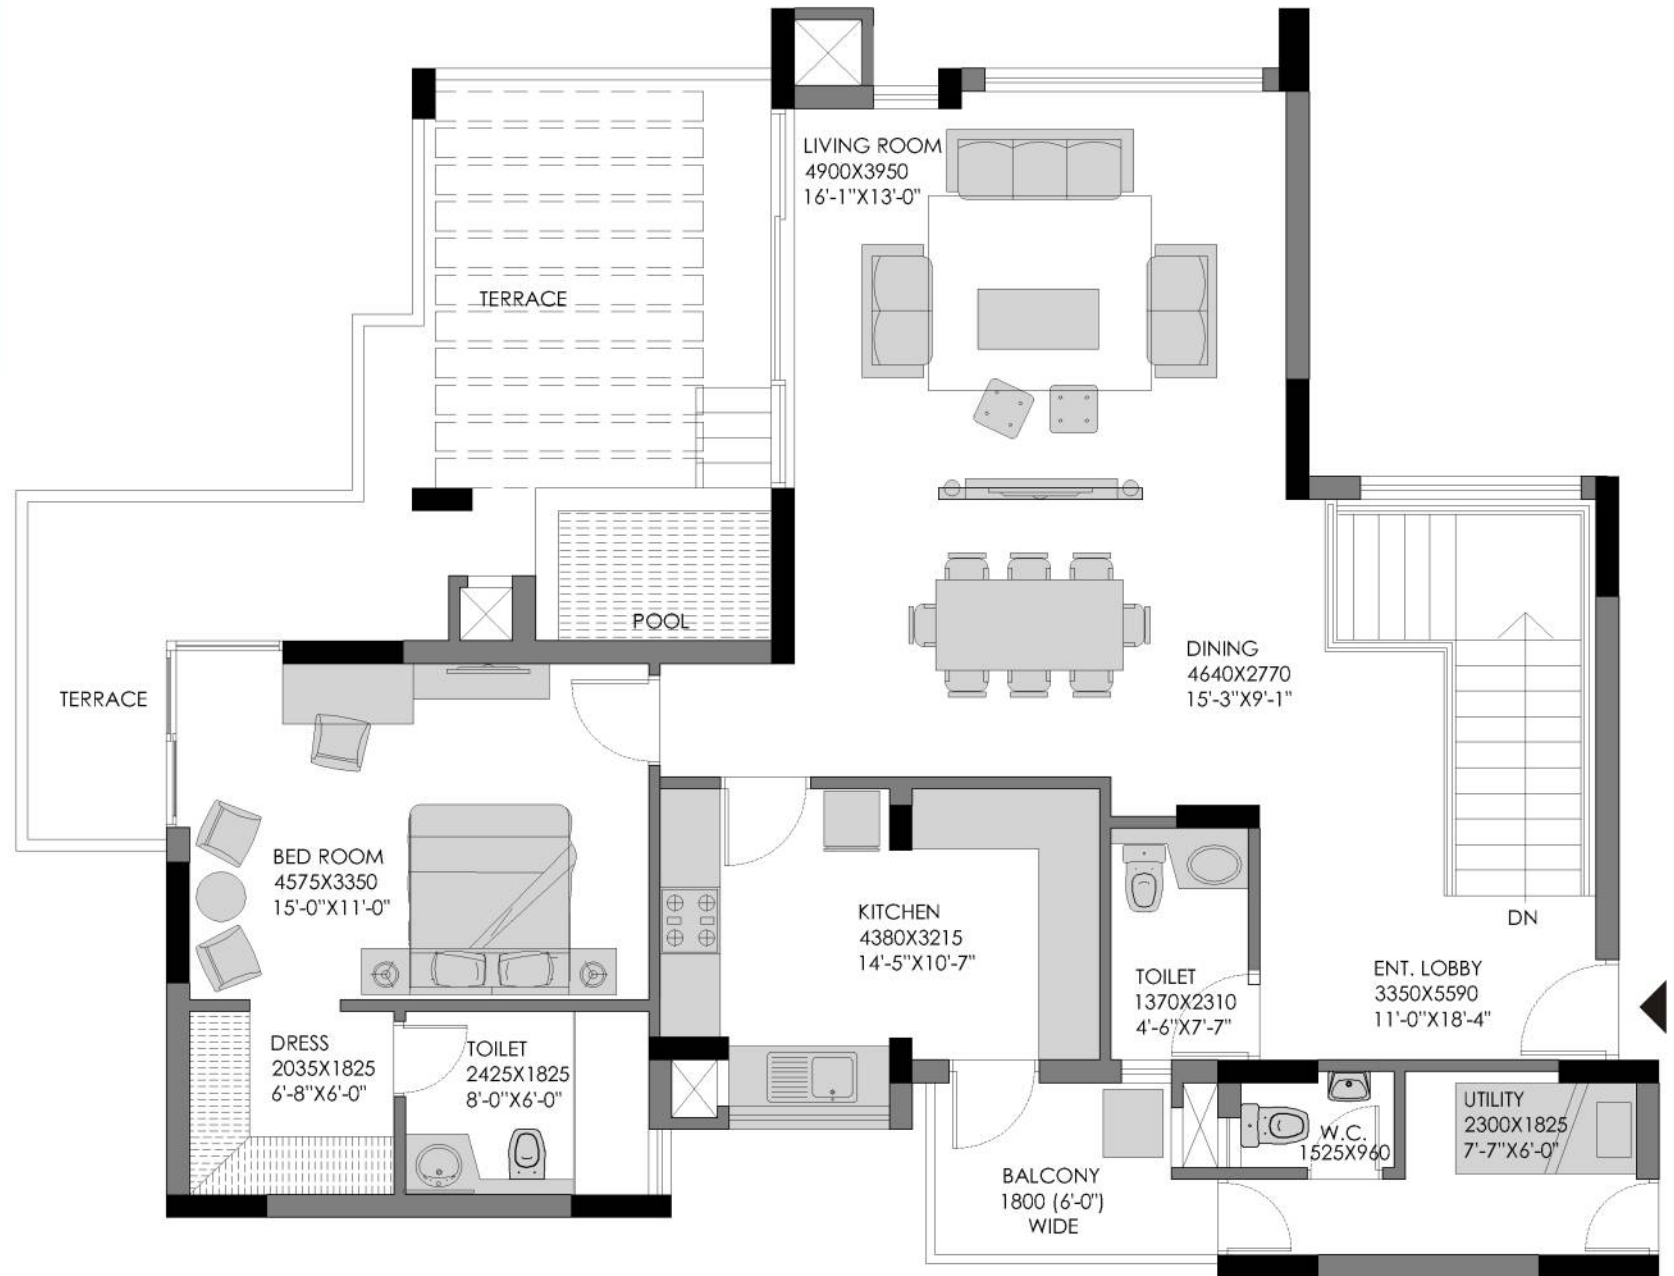 LIVING ROOM
4900X3950
16'-1"X13'-0"
TERRACE
POOL
DINING
4640X2770
15'-3"X9'-1"
TERRACE
BED ROOM
4575X3350
15'-0"X11'-0"
KITCHEN
4380X3215
14'-5"X10'-7"
DN
TOILET
1370X2310
4'-6"X7'-7"
ENT. LOBBY
3350X5590
11'-0"X18'-4"
DRESS
2035X1825
6'-8"X6'-0"
TOILET
2425X1825
8'-0"X6'-0"
UTILITY
2300X1825
7'-7"X6'-0"
W.C.
1525X960
BALCONY
1800 (6'-0")
WIDE